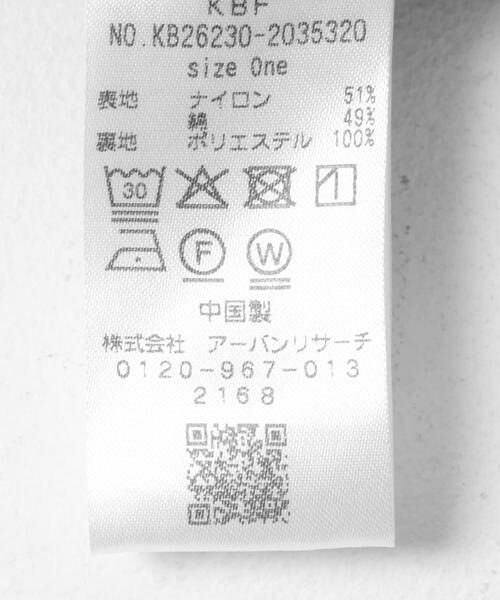 KBF
NO.KB26230-2035320
size One
表地 ナイロン 51%
綿 49%
裏地 ポリエステル 100%
30
F W
中国製
株式会社 アーバンリサーチ
0120-967-013
2168